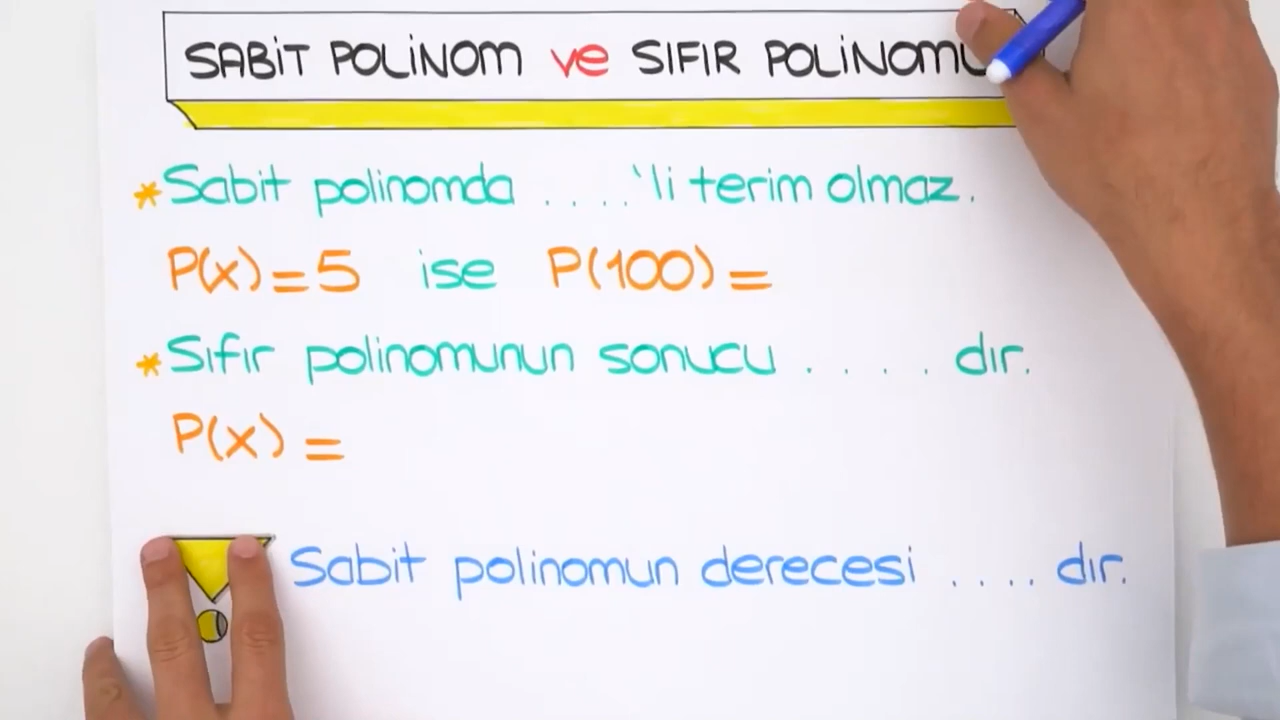 SABİT POLİNOM ve SIFIR POLİNOMU
* Sabit polinomda ....'li terim olmaz.
P(x)=5 ise P(100)=
* Sıfır polinomunun sonucu .... dır.
P(x) =
Sabit polinomun derecesi .... dır.